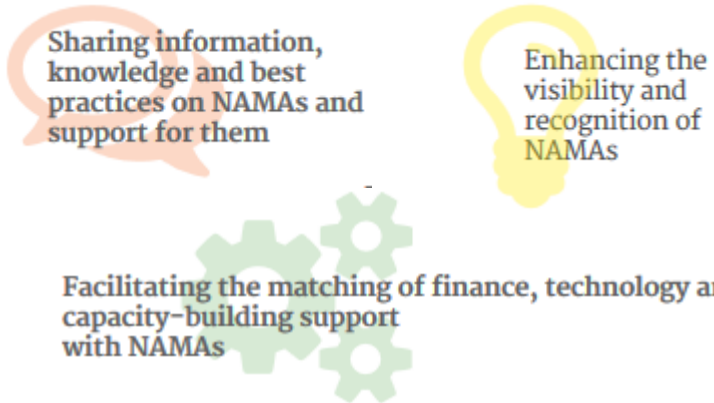 Sharing information,
knowledge and best
practices on NAMAs and
support for them
Enhancing the
visibility and
recognition of
NAMAs
Facilitating the matching of finance, technology
capacity-building support
with NAMAs